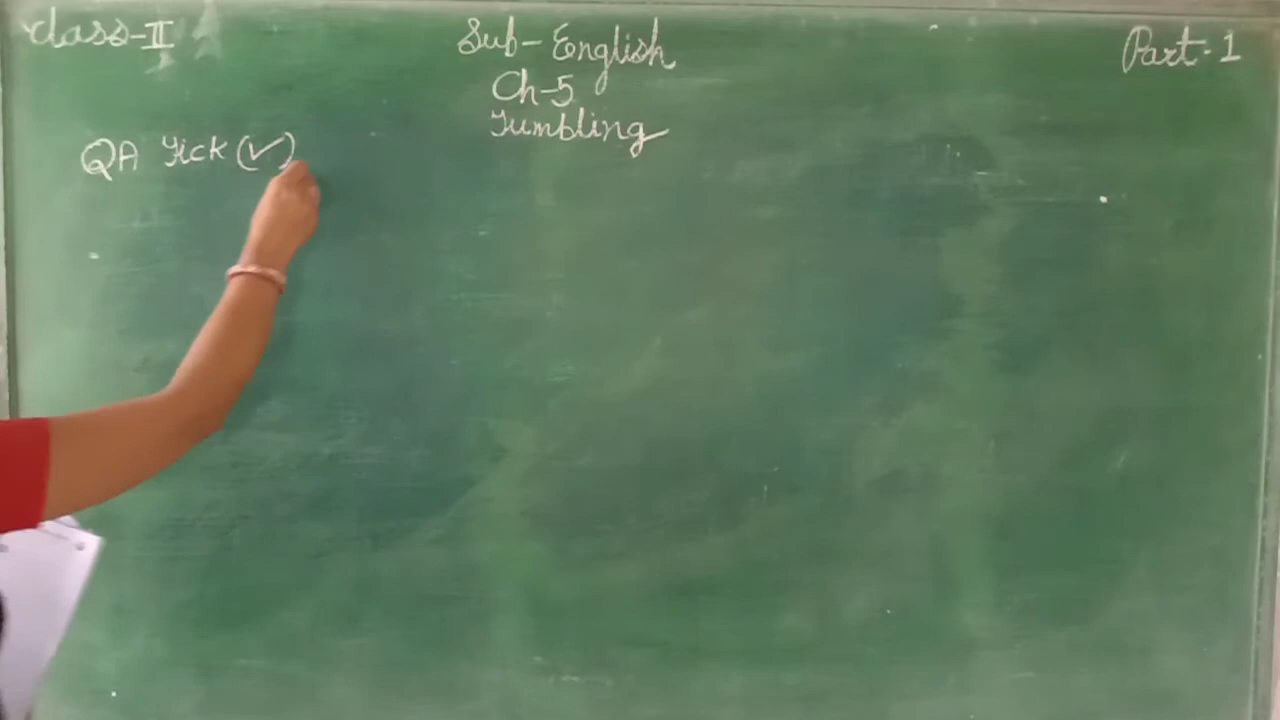 Class-II
Sub- English
Part-1
Ch-5
Tumbling
QA Tick (✓)